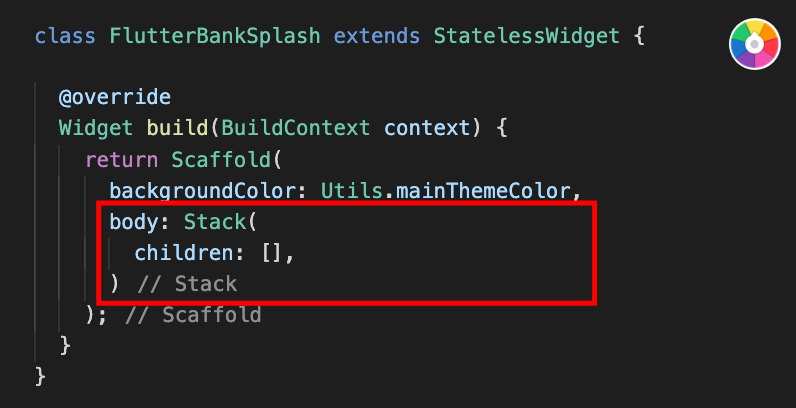 class FlutterBankSplash extends StatelessWidget {
@override
Widget build(BuildContext context) {
return Scaffold(
backgroundColor: Utils.mainThemeColor,
body: Stack(
children: [],
) // Stack
); // Scaffold
}
}